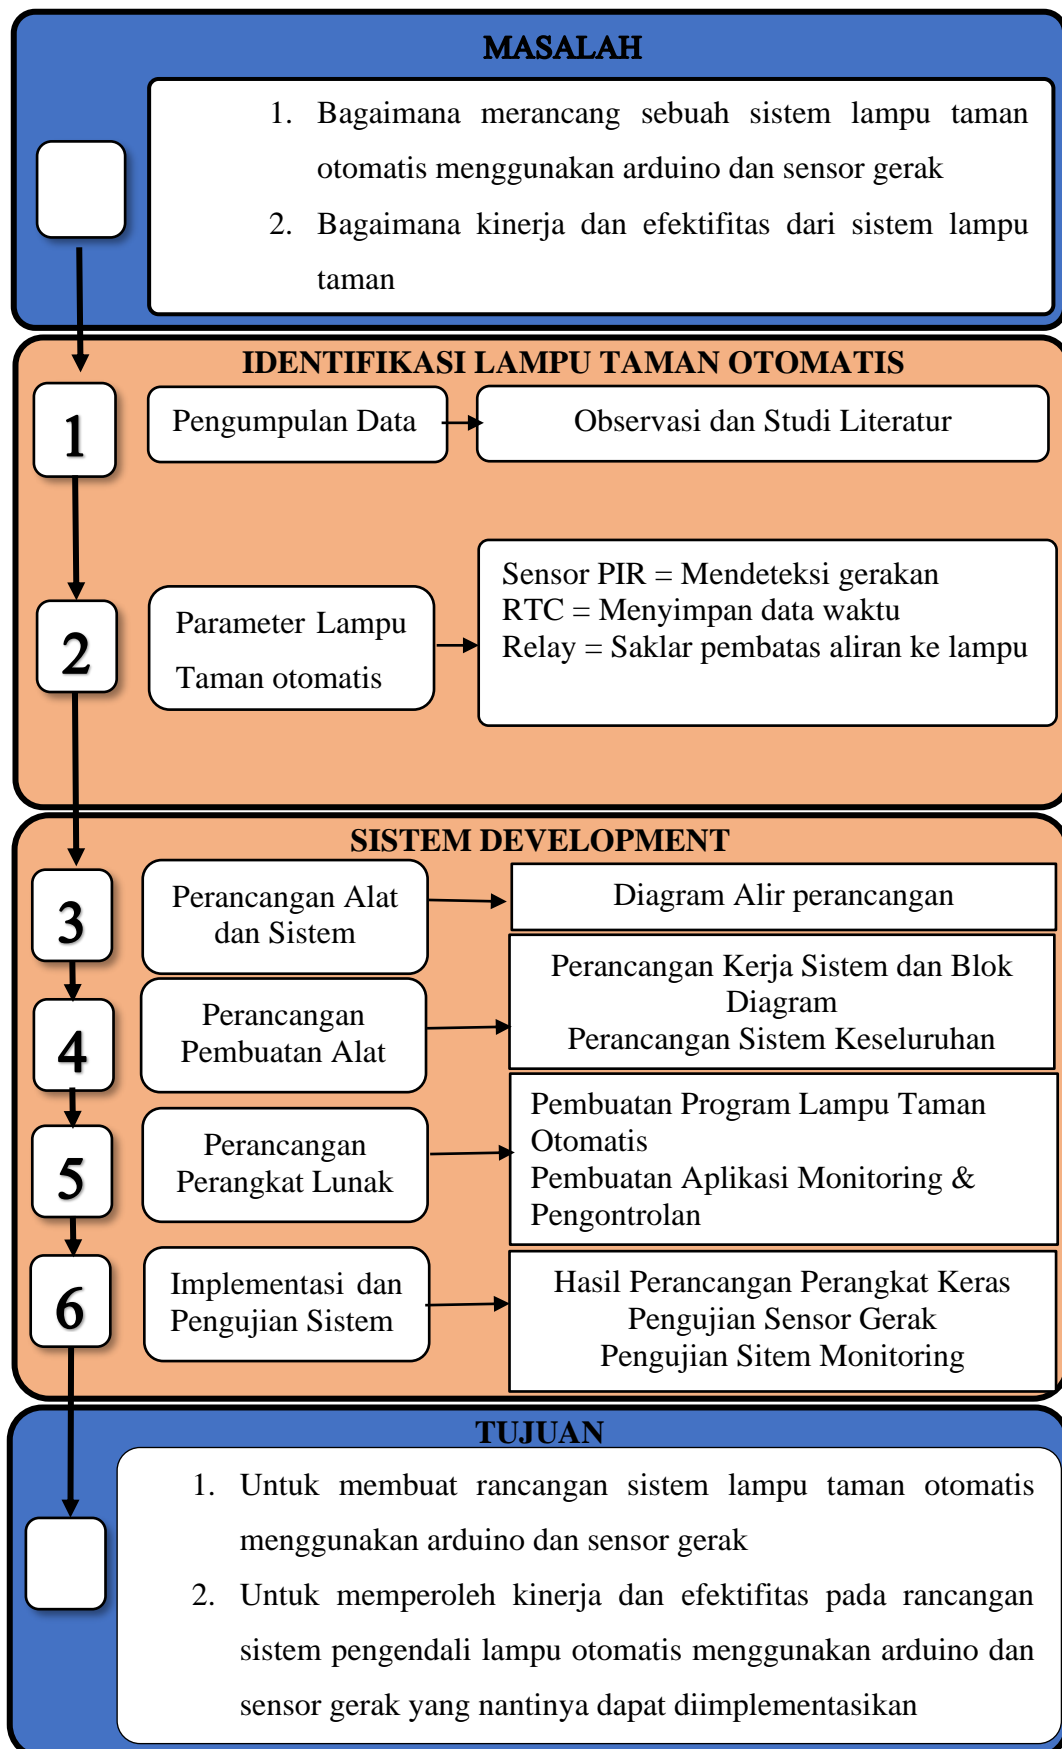 MASALAH
1. Bagaimana merancang sebuah sistem lampu taman
otomatis menggunakan arduino dan sensor gerak
2. Bagaimana kinerja dan efektifitas dari sistem lampu
taman
IDENTIFIKASI LAMPU TAMAN OTOMATIS
1
Pengumpulan Data
Observasi dan Studi Literatur
2
Parameter Lampu
Taman otomatis
Sensor PIR = Mendeteksi gerakan
RTC = Menyimpan data waktu
Relay = Saklar pembatas aliran ke lampu
SISTEM DEVELOPMENT
3
Perancangan Alat
dan Sistem
Diagram Alir perancangan
4
Perancangan
Pembuatan Alat
Perancangan Kerja Sistem dan Blok
Diagram
Perancangan Sistem Keseluruhan
5
Perancangan
Perangkat Lunak
Pembuatan Program Lampu Taman
Otomatis
Pembuatan Aplikasi Monitoring &
Pengontrolan
6
Implementasi dan
Pengujian Sistem
Hasil Perancangan Perangkat Keras
Pengujian Sensor Gerak
Pengujian Sitem Monitoring
TUJUAN
1. Untuk membuat rancangan sistem lampu taman otomatis
menggunakan arduino dan sensor gerak
2. Untuk memperoleh kinerja dan efektifitas pada rancangan
sistem pengendali lampu otomatis menggunakan arduino dan
sensor gerak yang nantinya dapat diimplementasikan